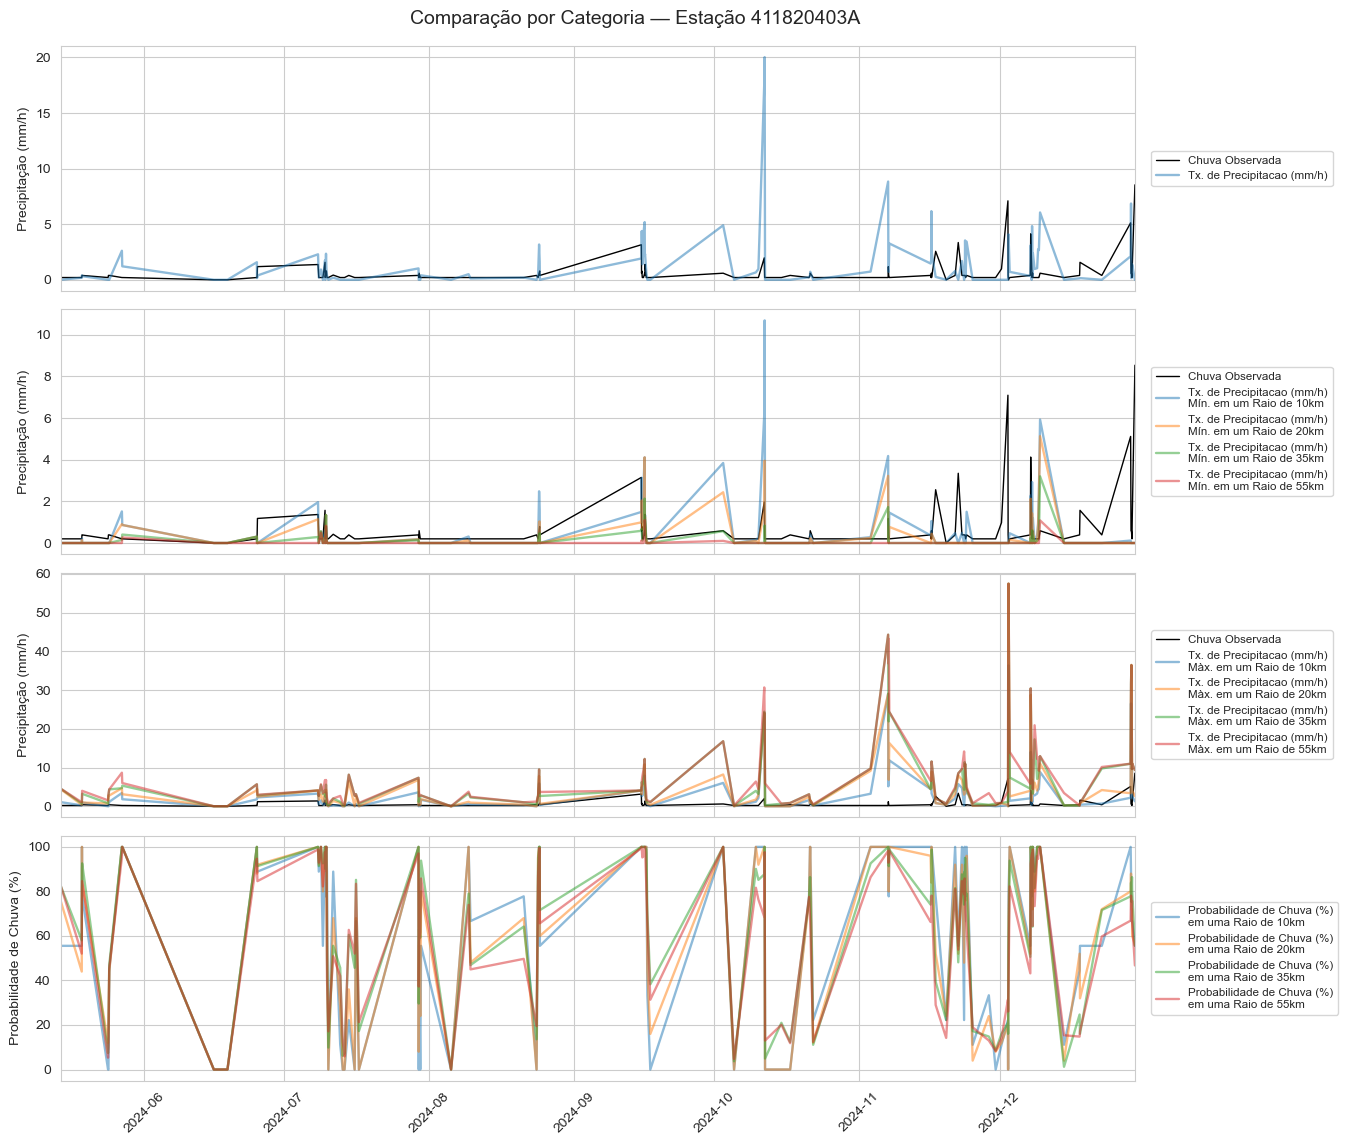 Comparação por Categoria — Estação 411820403A
20
15
10
5
0
Precipitação (mm/h)
Chuva Observada
Tx. de Precipitacao (mm/h)
10
8
6
4
2
0
Precipitação (mm/h)
Chuva Observada
Tx. de Precipitacao (mm/h)
Mín. em um Raio de 10km
Tx. de Precipitacao (mm/h)
Mín. em um Raio de 20km
Tx. de Precipitacao (mm/h)
Mín. em um Raio de 35km
Tx. de Precipitacao (mm/h)
Mín. em um Raio de 55km
60
50
40
30
20
10
0
Precipitação (mm/h)
Chuva Observada
Tx. de Precipitacao (mm/h)
Màx. em um Raio de 10km
Tx. de Precipitacao (mm/h)
Màx. em um Raio de 20km
Tx. de Precipitacao (mm/h)
Màx. em um Raio de 35km
Tx. de Precipitacao (mm/h)
Màx. em um Raio de 55km
100
80
60
40
20
0
Probabilidade de Chuva (%)
Probabilidade de Chuva (%)
em uma Raio de 10km
Probabilidade de Chuva (%)
em uma Raio de 20km
Probabilidade de Chuva (%)
em uma Raio de 35km
Probabilidade de Chuva (%)
em uma Raio de 55km
2024-06
2024-07
2024-08
2024-09
2024-10
2024-11
2024-12